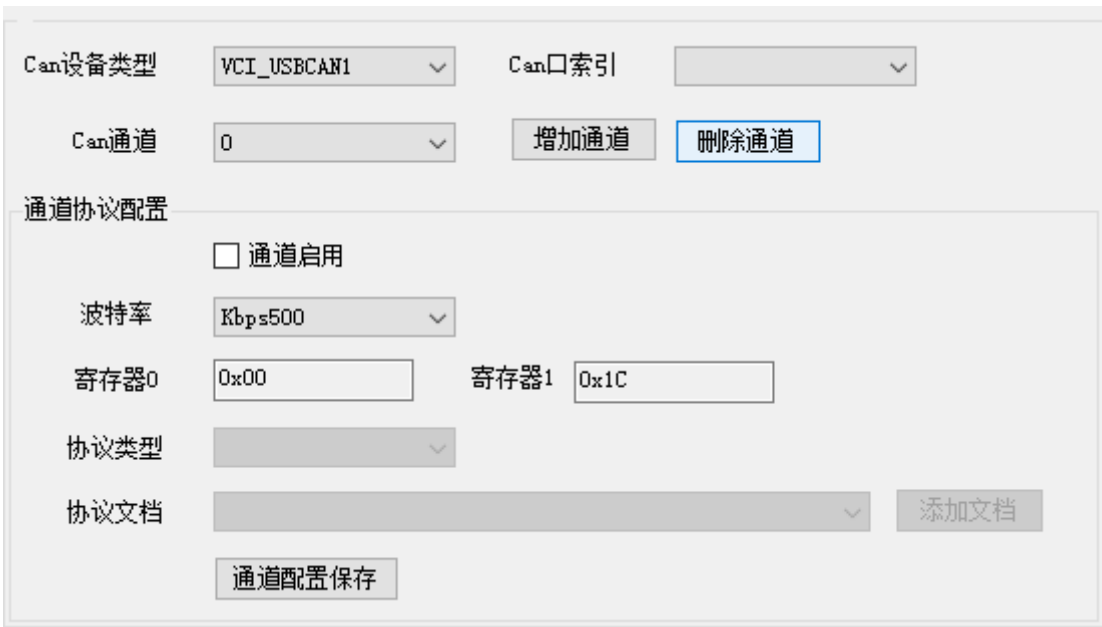 Can设备类型 VCI_USBCAN1 Can口索引
Can通道 0 增加通道 删除通道
通道协议配置
通道启用
波特率 Kbps500
寄存器0 0x00 寄存器1 0x1C
协议类型
协议文档 添加文档
通道配置保存